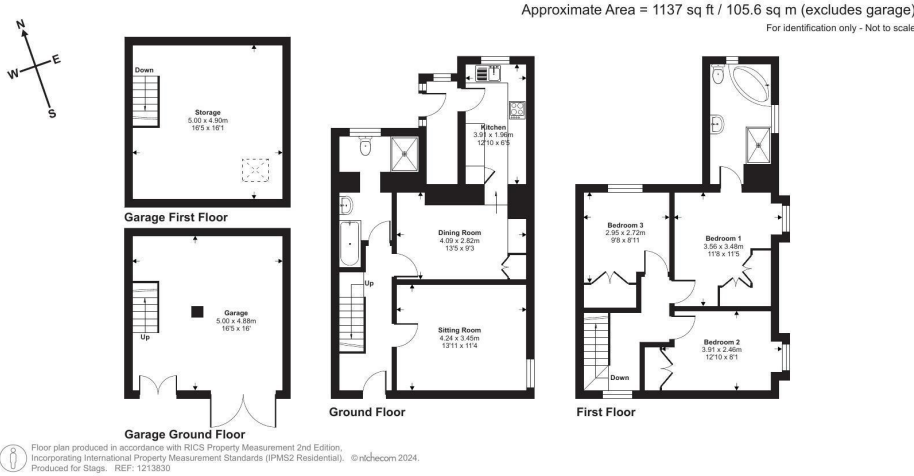 Approximate Area = 1137 sq ft / 105.6 sq m (excludes garage)
For identification only - Not to scale
N
W
E
S
Down
Storage
5.00 x 4.90m
16'5 x 16'1
Garage First Floor
Garage
5.00 x 4.88m
16'5 x 16'
Up
Garage Ground Floor
Kitchen
3.91 x 1.96m
12'10 x 6'5
Dining Room
4.09 x 2.82m
13'5 x 9'3
Up
Sitting Room
4.24 x 3.45m
13'11 x 11'4
Ground Floor
Bedroom 3
2.95 x 2.72m
9'8 x 8'11
Bedroom 1
3.56 x 3.48m
11'8 x 11'5
Bedroom 2
3.91 x 2.46m
12'10 x 8'1
Down
First Floor
Floor plan produced in accordance with RICS Property Measurement 2nd Edition,
Incorporating International Property Measurement Standards (IPMS2 Residential). © ntchecom 2024.
Produced for Stags. REF: 1213830